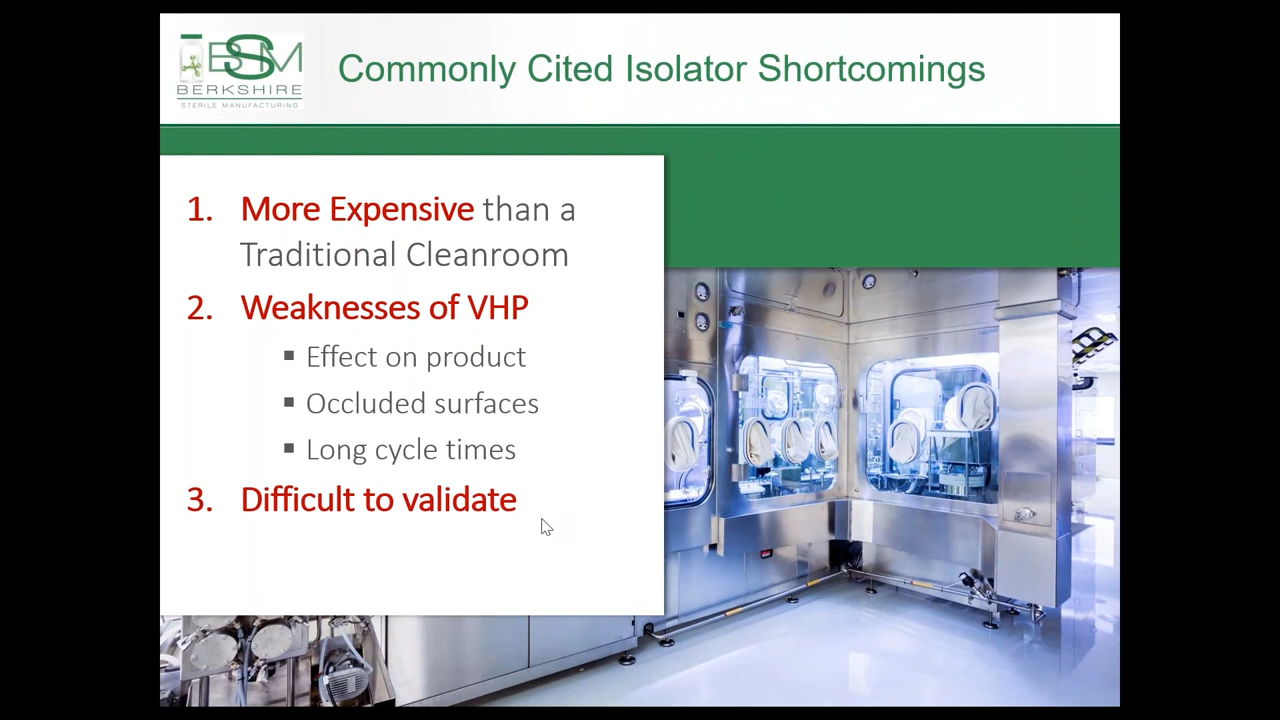 BSM
BERKSHIRE
STERILE MANUFACTURING
Commonly Cited Isolator Shortcomings
1. More Expensive than a
Traditional Cleanroom
2. Weaknesses of VHP
▪ Effect on product
▪ Occluded surfaces
▪ Long cycle times
3. Difficult to validate